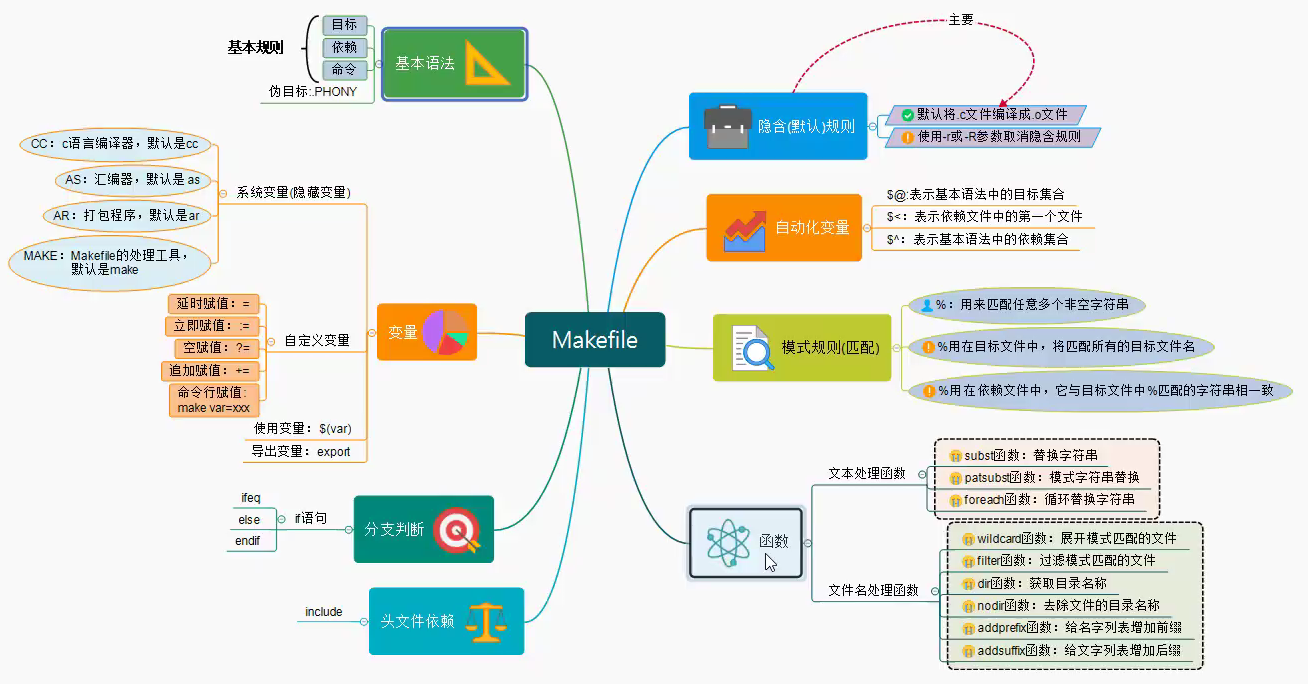 Makefile
基本语法
基本规则
目标
依赖
命令
伪目标:.PHONY
变量
系统变量(隐藏变量)
CC：c语言编译器，默认是cc
AS：汇编器，默认是 as
AR：打包程序，默认是ar
MAKE：Makefile的处理工具，
默认是make
自定义变量
延时赋值：=
立即赋值：:=
空赋值：?=
追加赋值：+=
命令行赋值:
make var=xxx
使用变量：$(var)
导出变量：export
分支判断
if语句
ifeq
else
endif
头文件依赖
include
主要
隐含(默认)规则
默认将.c文件编译成.o文件
使用-r或-R参数取消隐含规则
自动化变量
$@:表示基本语法中的目标集合
$<：表示依赖文件中的第一个文件
$^：表示基本语法中的依赖集合
模式规则(匹配)
%：用来匹配任意多个非空字符串
%用在目标文件中，将匹配所有的目标文件名
%用在依赖文件中，它与目标文件中%匹配的字符串相一致
函数
文本处理函数
subst函数：替换字符串
patsubst函数：模式字符串替换
foreach函数：循环替换字符串
文件名处理函数
wildcard函数：展开模式匹配的文件
filter函数：过滤模式匹配的文件
dir函数：获取目录名称
nodir函数：去除文件的目录名称
addprefix函数：给名字列表增加前缀
addsuffix函数：给文字列表增加后缀